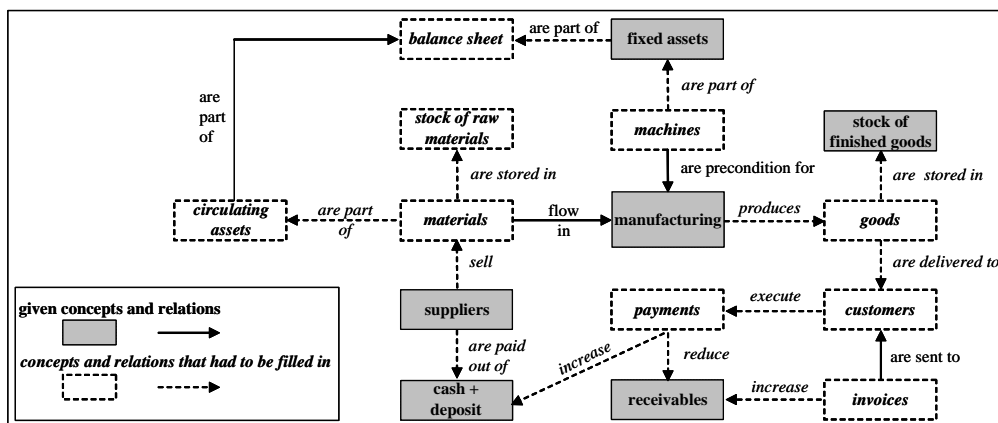 balance sheet
are part of
fixed assets
are
part
of
are part of
stock of raw
materials
machines
stock of
finished goods
are stored in
are precondition for
are stored in
circulating
assets
are part
of
materials
flow
in
manufacturing
produces
goods
sell
are delivered to
given concepts and relations
suppliers
payments
execute
customers
concepts and relations that had to be filled in
are paid
out of
increase
reduce
are sent to
cash +
deposit
receivables
increase
invoices